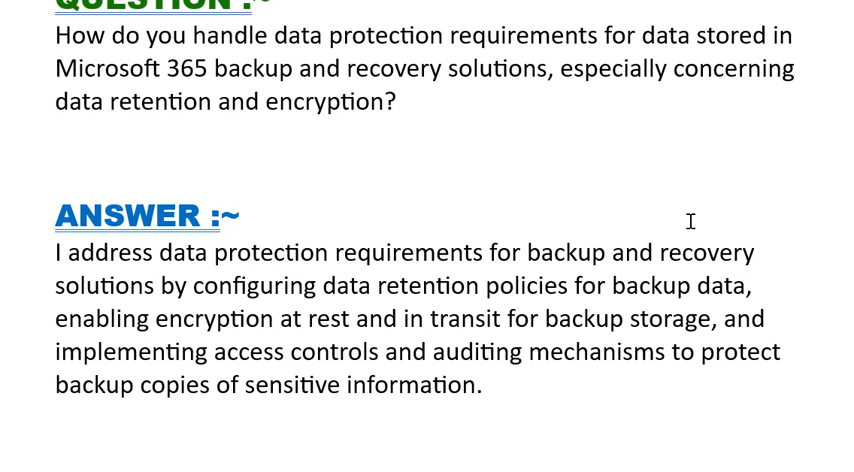 QUESTION :~
How do you handle data protection requirements for data stored in
Microsoft 365 backup and recovery solutions, especially concerning
data retention and encryption?
ANSWER :~
I address data protection requirements for backup and recovery
solutions by configuring data retention policies for backup data,
enabling encryption at rest and in transit for backup storage, and
implementing access controls and auditing mechanisms to protect
backup copies of sensitive information.